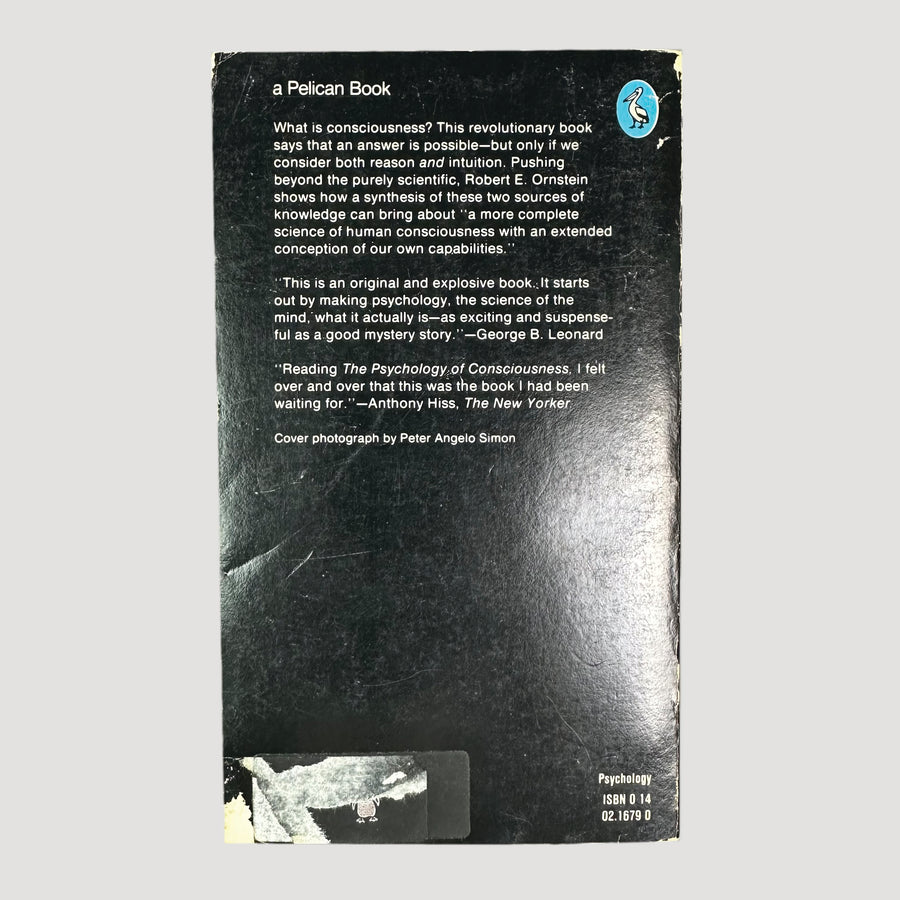 a Pelican Book
What is consciousness? This revolutionary book
says that an answer is possible—but only if we
consider both reason and intuition. Pushing
beyond the purely scientific, Robert E. Ornstein
shows how a synthesis of these two sources of
knowledge can bring about "a more complete
science of human consciousness with an extended
conception of our own capabilities."
"This is an original and explosive book. It starts
out by making psychology, the science of the
mind, what it actually is—as exciting and suspense-
ful as a good mystery story."—George B. Leonard
"Reading The Psychology of Consciousness, I felt
over and over that this was the book I had been
waiting for."—Anthony Hiss, The New Yorker
Cover photograph by Peter Angelo Simon
Psychology
ISBN 0 14
02.1679 0